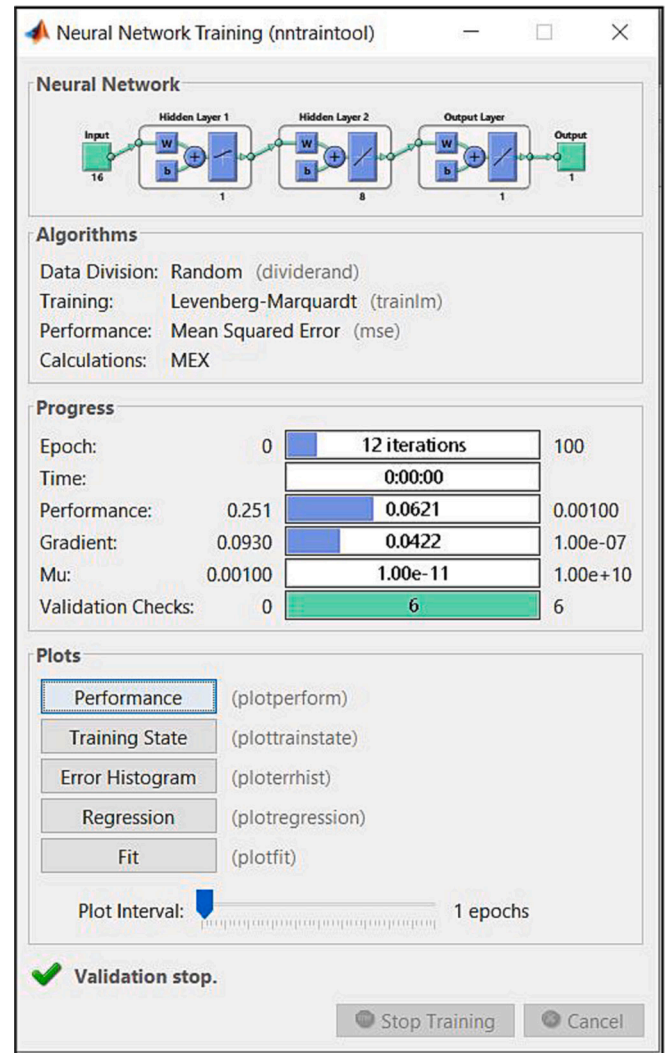 Neural Network Training (nntraintool)
Neural Network
Hidden Layer 1 Hidden Layer 2 Output Layer
Input Output
W W W
b b b
16 1 8 1 1
Algorithms
Data Division: Random (dividerand)
Training: Levenberg-Marquardt (trainlm)
Performance: Mean Squared Error (mse)
Calculations: MEX
Progress
Epoch: 0 12 iterations 100
Time: 0:00:00
Performance: 0.251 0.0621 0.00100
Gradient: 0.0930 0.0422 1.00e-07
Mu: 0.00100 1.00e-11 1.00e+10
Validation Checks: 0 6 6
Plots
Performance (plotperform)
Training State (plottrainstate)
Error Histogram (ploterrhist)
Regression (plotregression)
Fit (plotfit)
Plot Interval: 1 epochs
Validation stop.
Stop Training Cancel